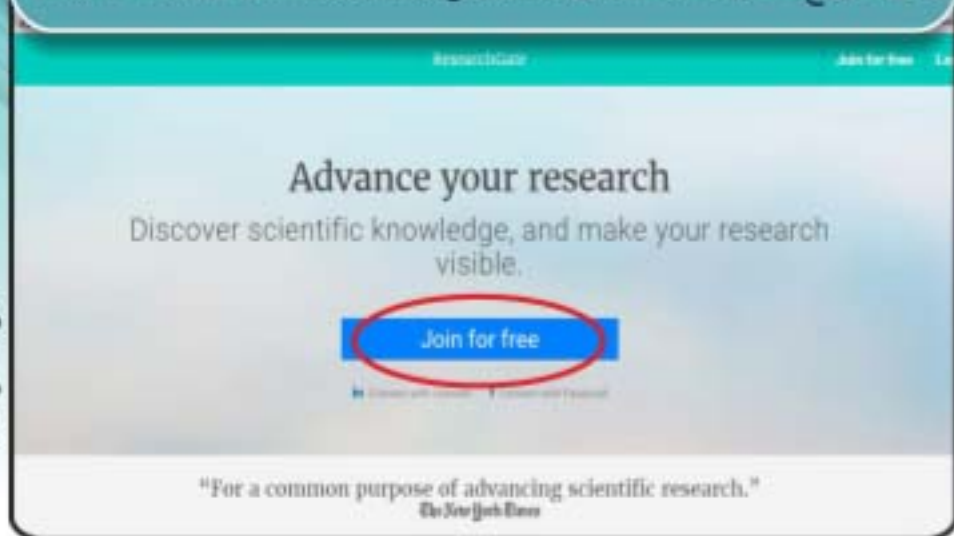 ResearchGate
Join for free
Advance your research
Discover scientific knowledge, and make your research
visible.
Join for free
"For a common purpose of advancing scientific research."
The New York Times